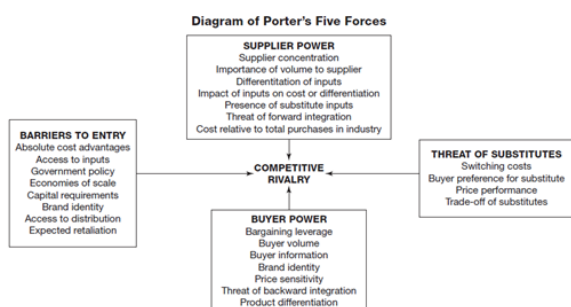 Diagram of Porter's Five Forces
SUPPLIER POWER
Supplier concentration
Importance of volume to supplier
Differentitation of inputs
Impact of inputs on cost or differentiation
Presence of substitute inputs
Threat of forward integration
Cost relative to total purchases in industry
BARRIERS TO ENTRY
Absolute cost advantages
Access to inputs
Government policy
Economies of scale
Capital requirements
Brand identity
Access to distribution
Expected retaliation
COMPETITIVE
RIVALRY
THREAT OF SUBSTITUTES
Switching costs
Buyer preference for substitute
Price performance
Trade-off of substitutes
BUYER POWER
Bargaining leverage
Buyer volume
Buyer information
Brand identity
Price sensitivity
Threat of backward integration
Product differentiation